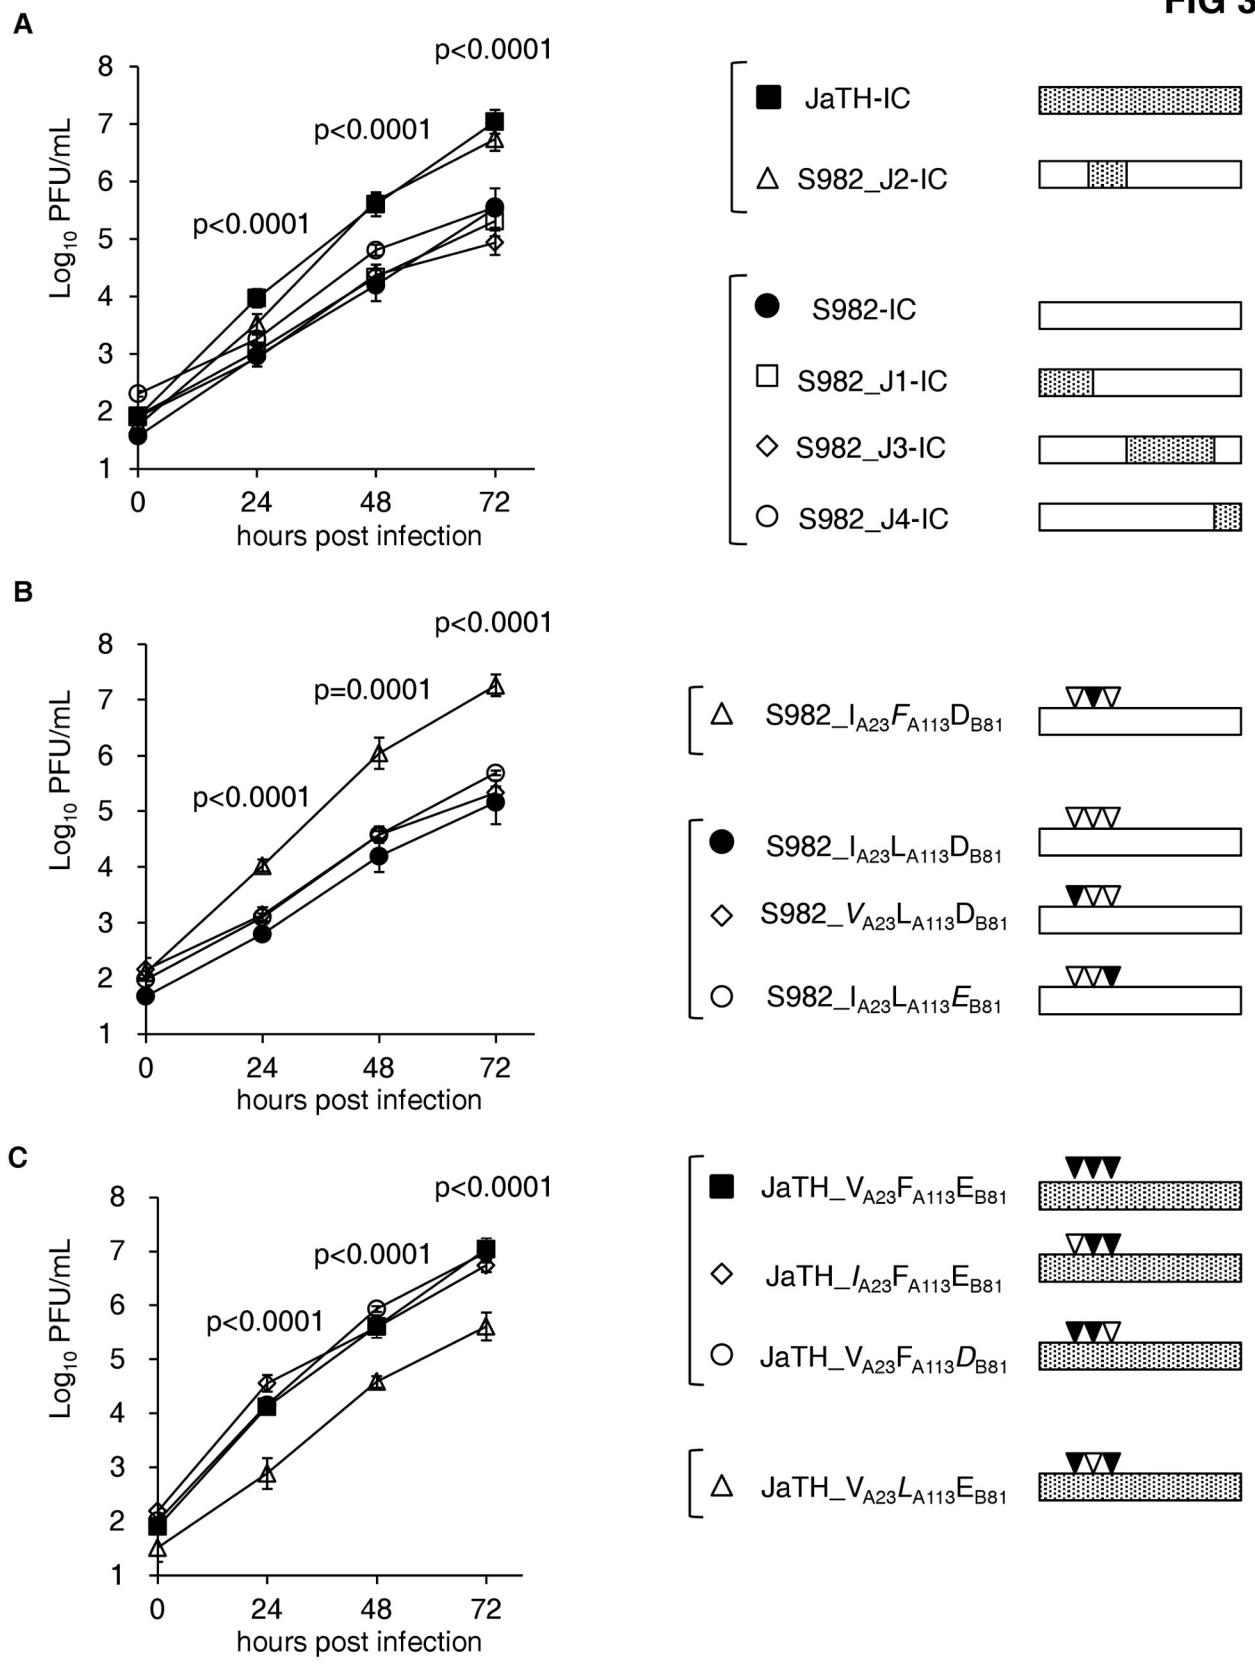 FIG 3
A
p<0.0001
p<0.0001
p<0.0001
Log10 PFU/mL
8
7
6
5
4
3
2
1
0 24 48 72
hours post infection
JaTH-IC
S982_J2-IC
S982-IC
S982_J1-IC
S982_J3-IC
S982_J4-IC
B
p<0.0001
p=0.0001
p<0.0001
Log10 PFU/mL
8
7
6
5
4
3
2
1
0 24 48 72
hours post infection
S982_IA23FA113DB81
S982_IA23LA113DB81
S982_VA23LA113DB81
S982_IA23LA113EB81
C
p<0.0001
p<0.0001
p<0.0001
Log10 PFU/mL
8
7
6
5
4
3
2
1
0 24 48 72
hours post infection
JaTH_VA23FA113EB81
JaTH_IA23FA113EB81
JaTH_VA23FA113DB81
JaTH_VA23LA113EB81